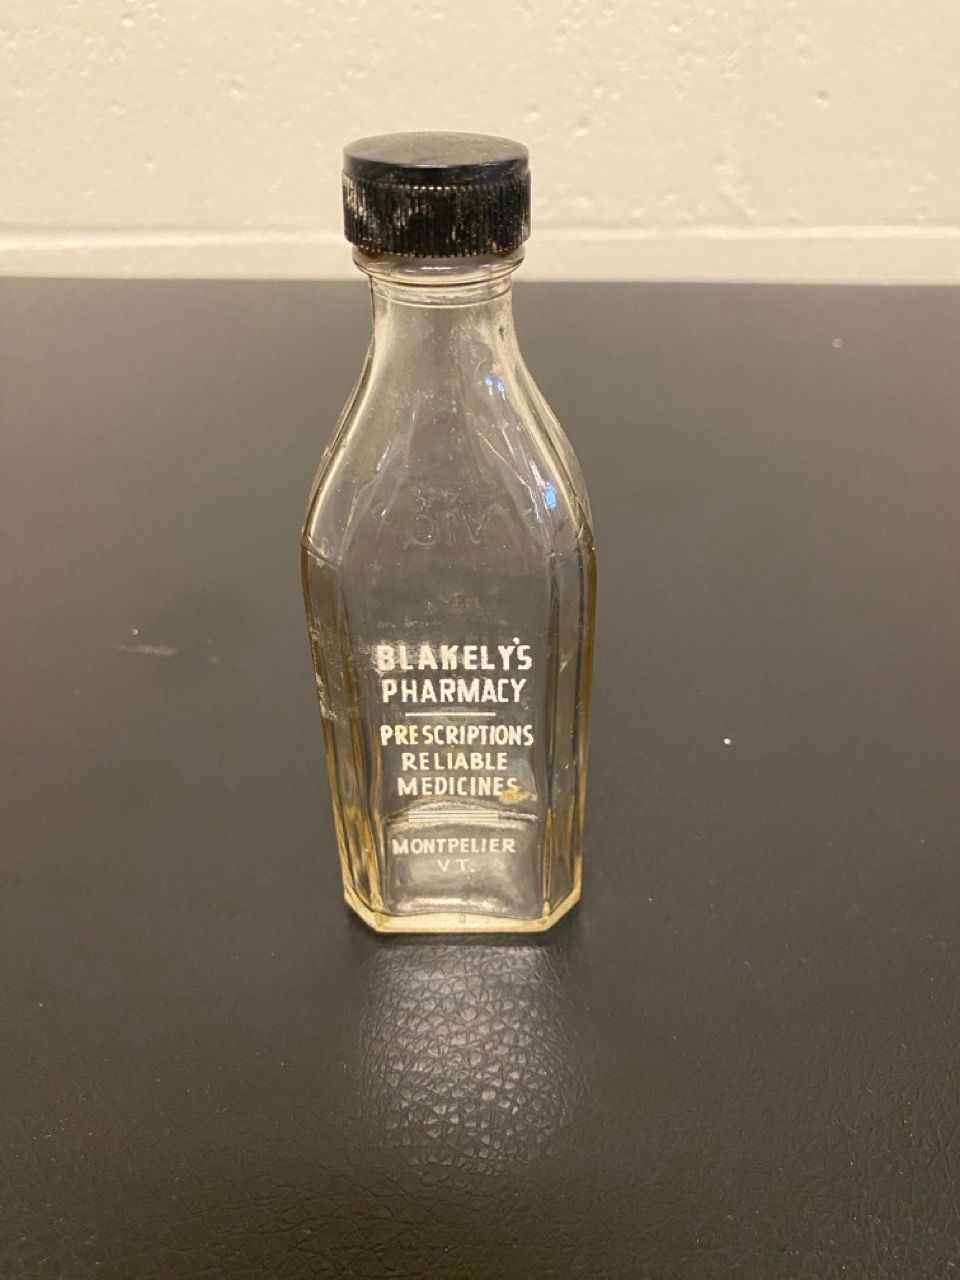 BLAKELY'S
PHARMACY
PRESCRIPTIONS
RELIABLE
MEDICINES
MONTPELIER
VT.